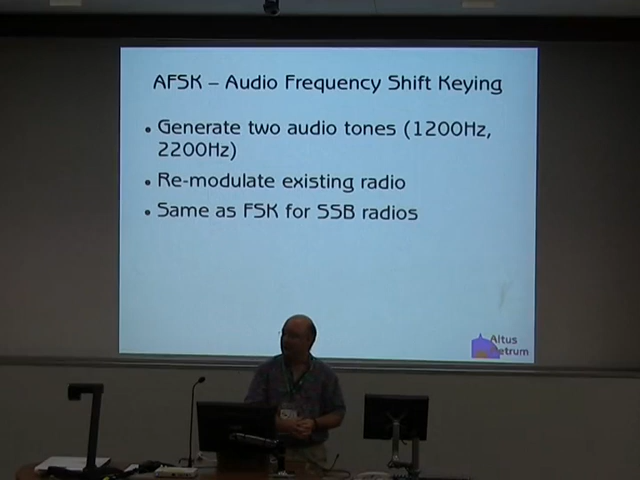 AFSK – Audio Frequency Shift Keying
• Generate two audio tones (1200Hz,
2200Hz)
• Re-modulate existing radio
• Same as FSK for SSB radios
Altus
Metrum